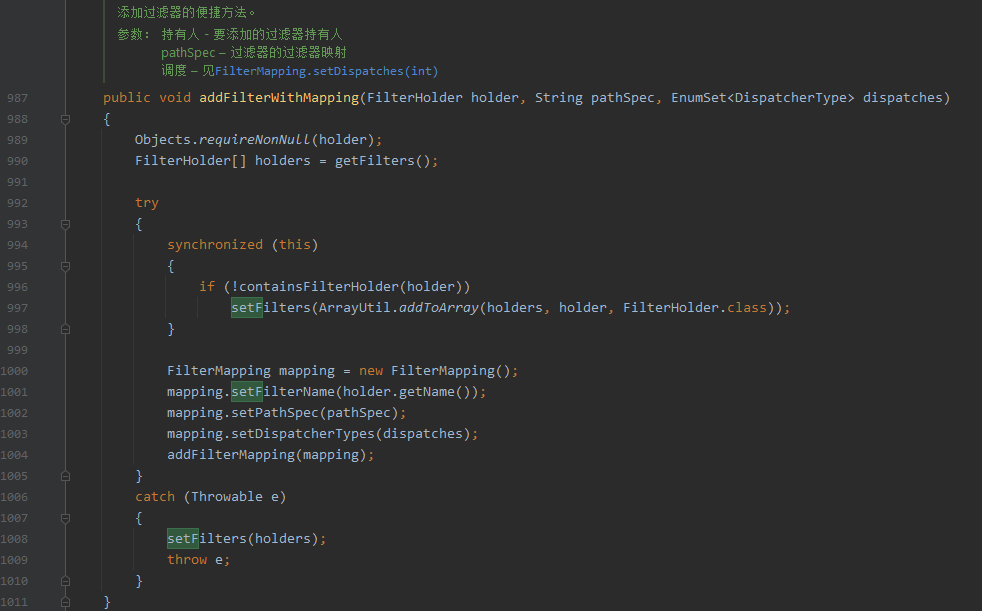 添加过滤器的便捷方法。
参数： 持有人 - 要添加的过滤器持有人
pathSpec – 过滤器的过滤器映射
调度 – 见FilterMapping.setDispatches(int)
987 public void addFilterWithMapping(FilterHolder holder, String pathSpec, EnumSet<DispatcherType> dispatches)
988 {
989 Objects.requireNonNull(holder);
990 FilterHolder[] holders = getFilters();
991
992 try
993 {
994 synchronized (this)
995 {
996 if (!containsFilterHolder(holder))
997 setFilters(ArrayUtil.addToArray(holders, holder, FilterHolder.class));
998 }
999
1000 FilterMapping mapping = new FilterMapping();
1001 mapping.setFilterName(holder.getName());
1002 mapping.setPathSpec(pathSpec);
1003 mapping.setDispatcherTypes(dispatches);
1004 addFilterMapping(mapping);
1005 }
1006 catch (Throwable e)
1007 {
1008 setFilters(holders);
1009 throw e;
1010 }
1011 }